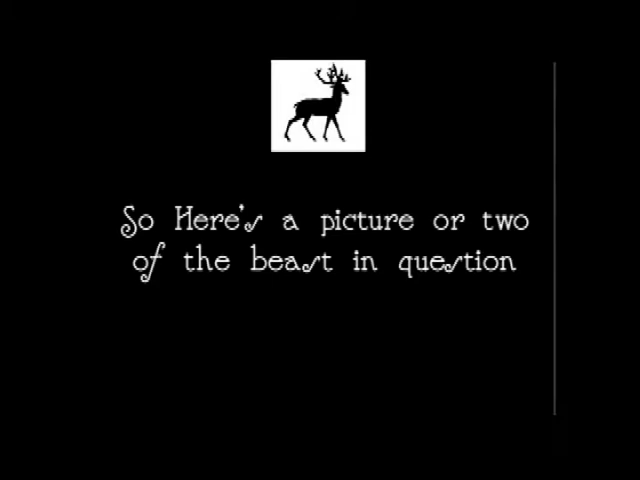 So Here's a picture or two
of the beast in question